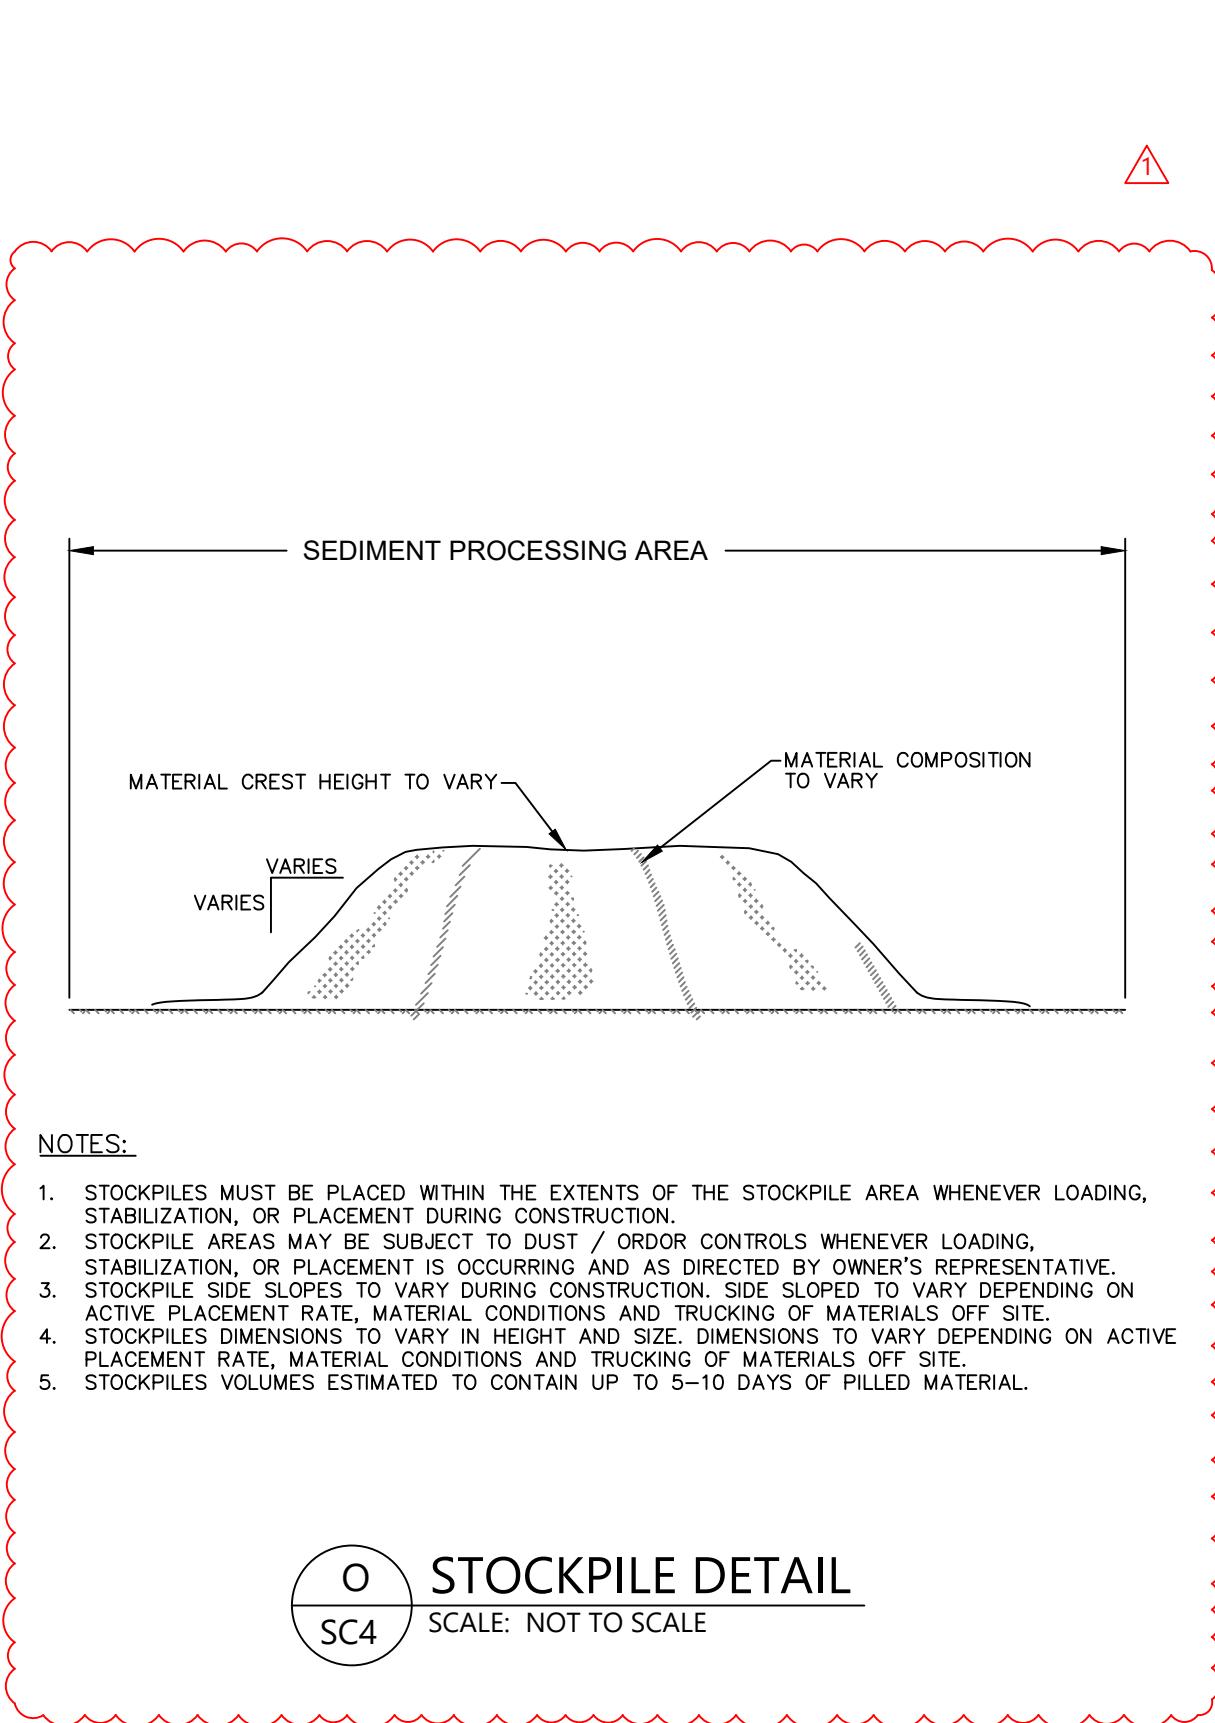 1
SEDIMENT PROCESSING AREA
MATERIAL COMPOSITION
TO VARY
MATERIAL CREST HEIGHT TO VARY
VARIES
VARIES
NOTES:
1. STOCKPILES MUST BE PLACED WITHIN THE EXTENTS OF THE STOCKPILE AREA WHENEVER LOADING,
STABILIZATION, OR PLACEMENT DURING CONSTRUCTION.
2. STOCKPILE AREAS MAY BE SUBJECT TO DUST / ORDOR CONTROLS WHENEVER LOADING,
STABILIZATION, OR PLACEMENT IS OCCURRING AND AS DIRECTED BY OWNER'S REPRESENTATIVE.
3. STOCKPILE SIDE SLOPES TO VARY DURING CONSTRUCTION. SIDE SLOPED TO VARY DEPENDING ON
ACTIVE PLACEMENT RATE, MATERIAL CONDITIONS AND TRUCKING OF MATERIALS OFF SITE.
4. STOCKPILES DIMENSIONS TO VARY IN HEIGHT AND SIZE. DIMENSIONS TO VARY DEPENDING ON ACTIVE
PLACEMENT RATE, MATERIAL CONDITIONS AND TRUCKING OF MATERIALS OFF SITE.
5. STOCKPILES VOLUMES ESTIMATED TO CONTAIN UP TO 5–10 DAYS OF PILLED MATERIAL.
O
STOCKPILE DETAIL
SC4
SCALE: NOT TO SCALE